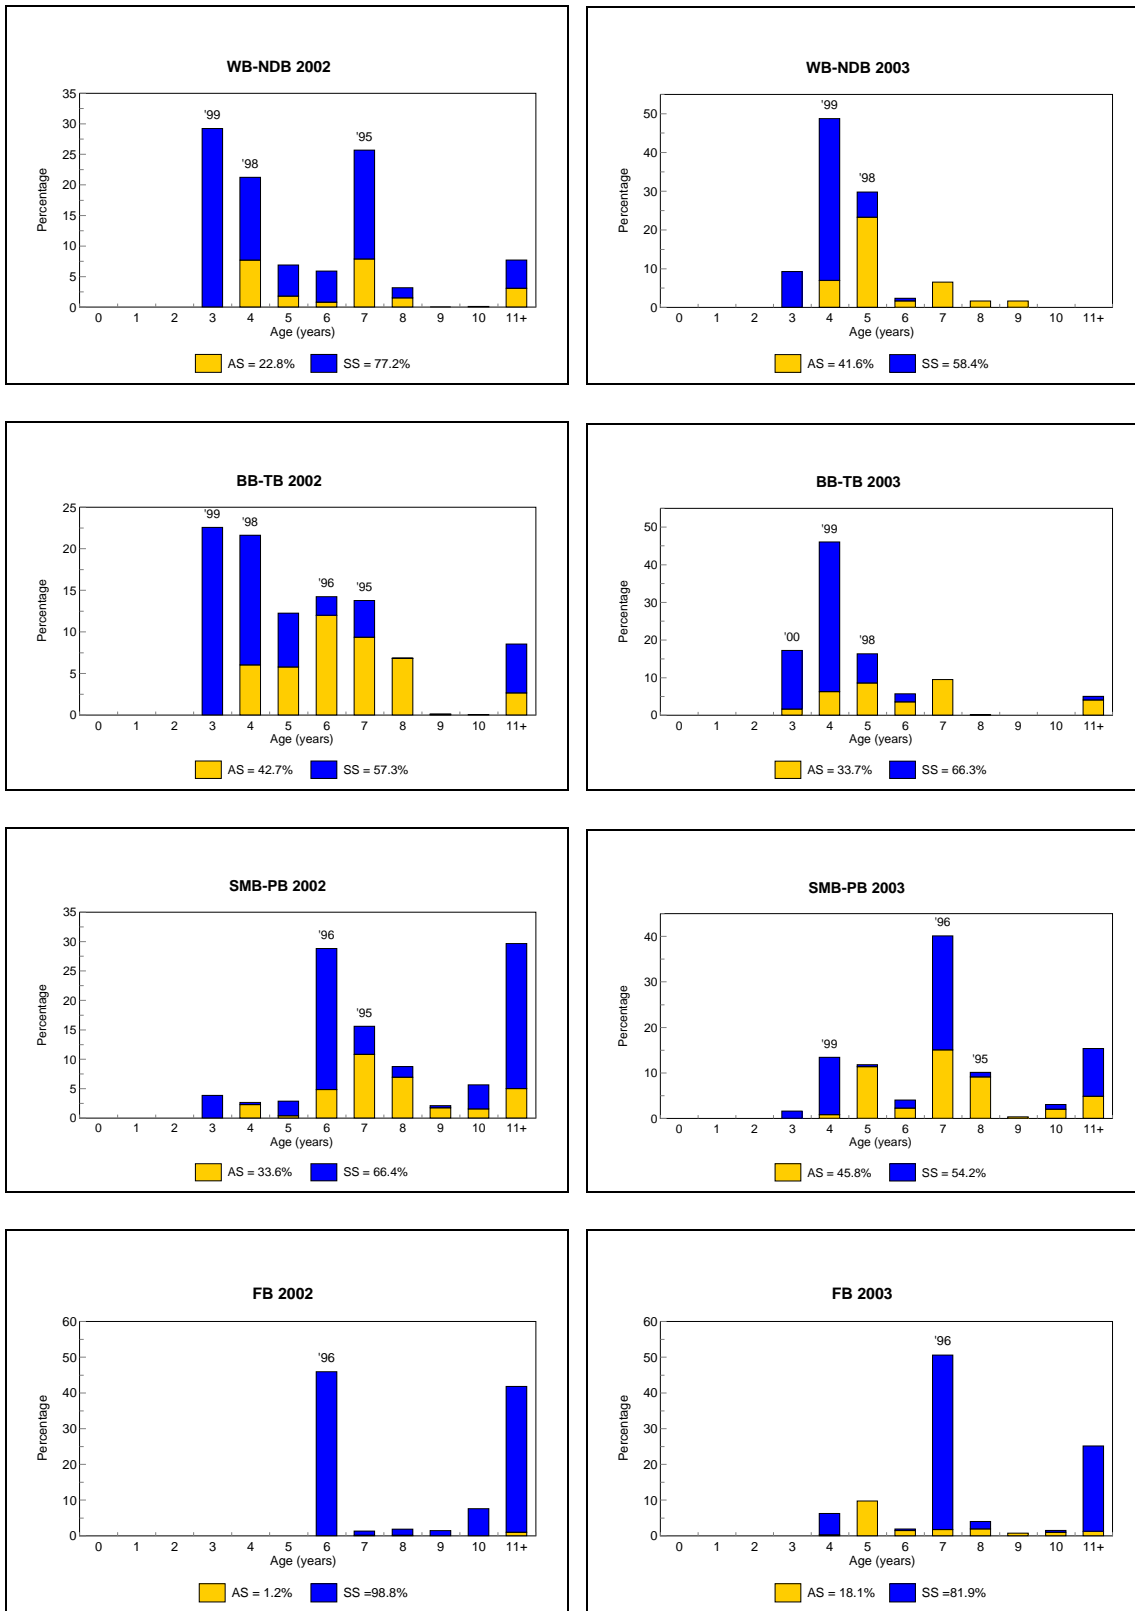 WB-NDB 2002
35
30
25
20
15
10
5
0
Percentage
'99
'98
'95
0 1 2 3 4 5 6 7 8 9 10 11+
Age (years)
AS = 22.8% SS = 77.2%
WB-NDB 2003
50
40
30
20
10
0
Percentage
'99
'98
0 1 2 3 4 5 6 7 8 9 10 11+
Age (years)
AS = 41.6% SS = 58.4%
BB-TB 2002
25
20
15
10
5
0
Percentage
'99
'98
'96
'95
0 1 2 3 4 5 6 7 8 9 10 11+
Age (years)
AS = 42.7% SS = 57.3%
BB-TB 2003
50
40
30
20
10
0
Percentage
'00
'99
'98
0 1 2 3 4 5 6 7 8 9 10 11+
Age (years)
AS = 33.7% SS = 66.3%
SMB-PB 2002
35
30
25
20
15
10
5
0
Percentage
'96
'95
0 1 2 3 4 5 6 7 8 9 10 11+
Age (years)
AS = 33.6% SS = 66.4%
SMB-PB 2003
40
30
20
10
0
Percentage
'99
'96
'95
0 1 2 3 4 5 6 7 8 9 10 11+
Age (years)
AS = 45.8% SS = 54.2%
FB 2002
60
50
40
30
20
10
0
Percentage
'96
0 1 2 3 4 5 6 7 8 9 10 11+
Age (years)
AS = 1.2% SS =98.8%
FB 2003
60
50
40
30
20
10
0
Percentage
'96
0 1 2 3 4 5 6 7 8 9 10 11+
Age (years)
AS = 18.1% SS =81.9%